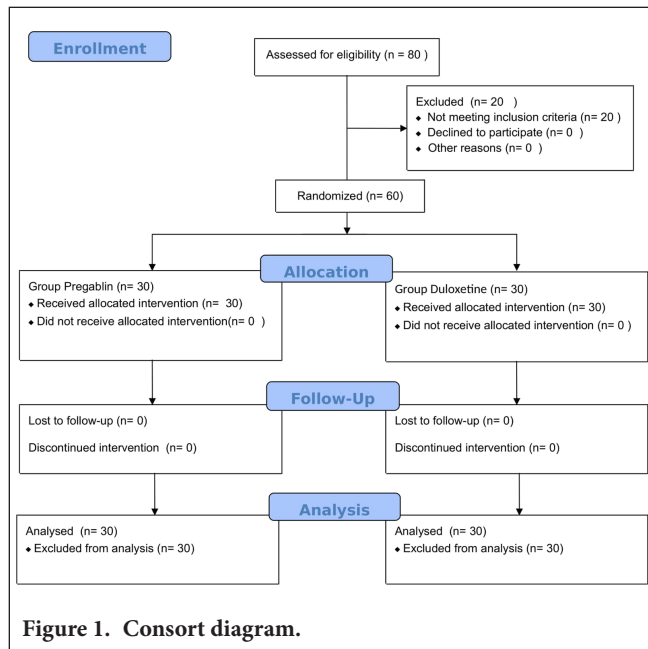 Enrollment
Assessed for eligibility (n = 80 )
Excluded (n= 20 )
◆ Not meeting inclusion criteria (n= 20 )
◆ Declined to participate (n= 0 )
◆ Other reasons (n= 0 )
Randomized (n= 60)
Allocation
Group Pregablin (n= 30)
◆ Received allocated intervention (n= 30)
◆ Did not receive allocated intervention(n= 0 )
Group Duloxetine (n= 30)
◆ Received allocated intervention (n= 30)
◆ Did not receive allocated intervention (n= 0 )
Follow-Up
Lost to follow-up (n= 0)
Discontinued intervention (n= 0)
Lost to follow-up (n= 0)
Discontinued intervention (n= 0)
Analysis
Analysed (n= 30)
◆ Excluded from analysis (n= 30)
Analysed (n= 30)
◆ Excluded from analysis (n= 30)
Figure 1. Consort diagram.